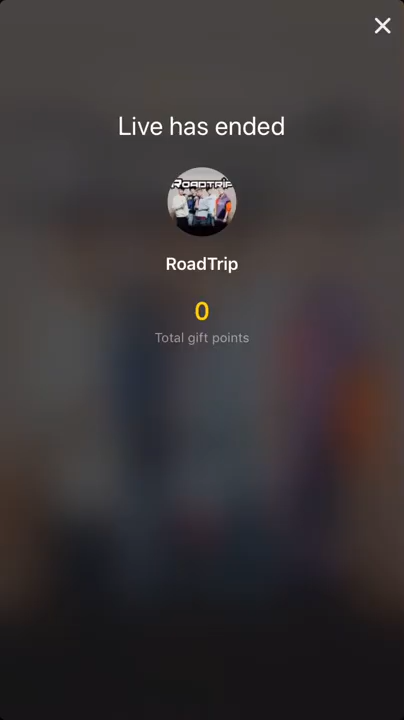 Live has ended
ROADTRIP
RoadTrip
0
Total gift points